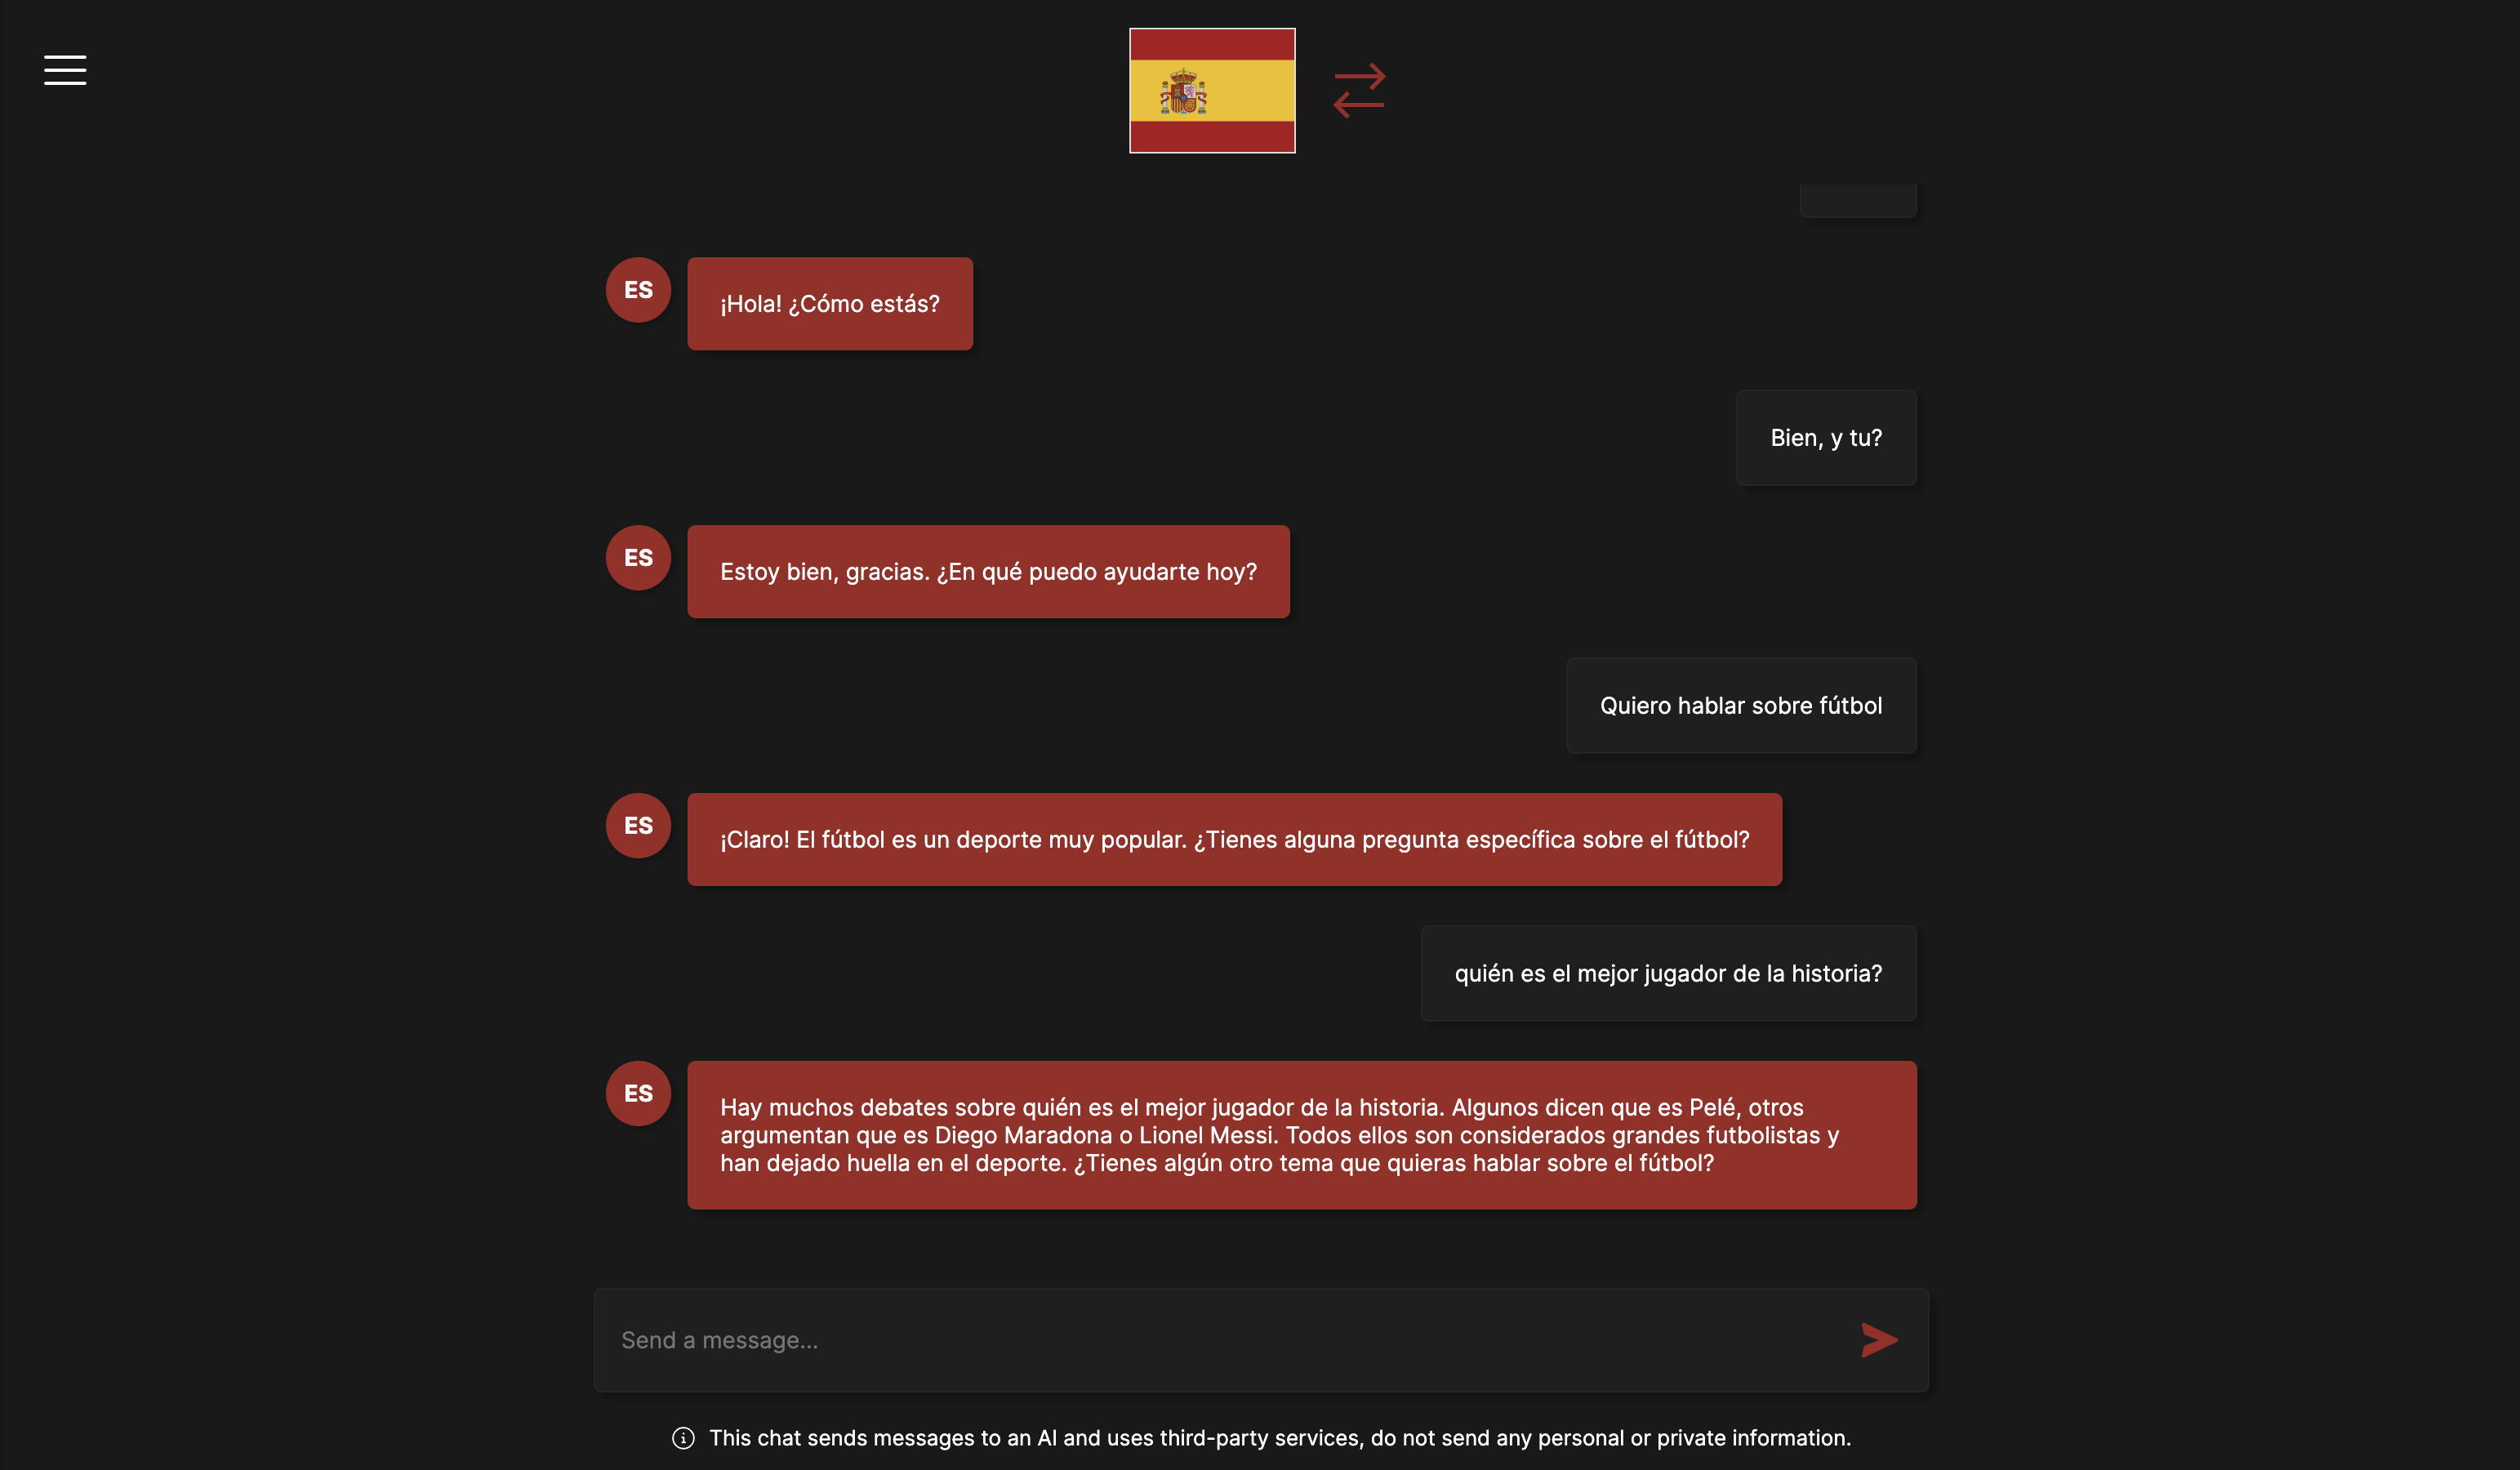 ES
¡Hola! ¿Cómo estás?
Bien, y tu?
ES
Estoy bien, gracias. ¿En qué puedo ayudarte hoy?
Quiero hablar sobre fútbol
ES
¡Claro! El fútbol es un deporte muy popular. ¿Tienes alguna pregunta específica sobre el fútbol?
quién es el mejor jugador de la historia?
ES
Hay muchos debates sobre quién es el mejor jugador de la historia. Algunos dicen que es Pelé, otros
argumentan que es Diego Maradona o Lionel Messi. Todos ellos son considerados grandes futbolistas y
han dejado huella en el deporte. ¿Tienes algún otro tema que quieras hablar sobre el fútbol?
Send a message...
This chat sends messages to an AI and uses third-party services, do not send any personal or private information.